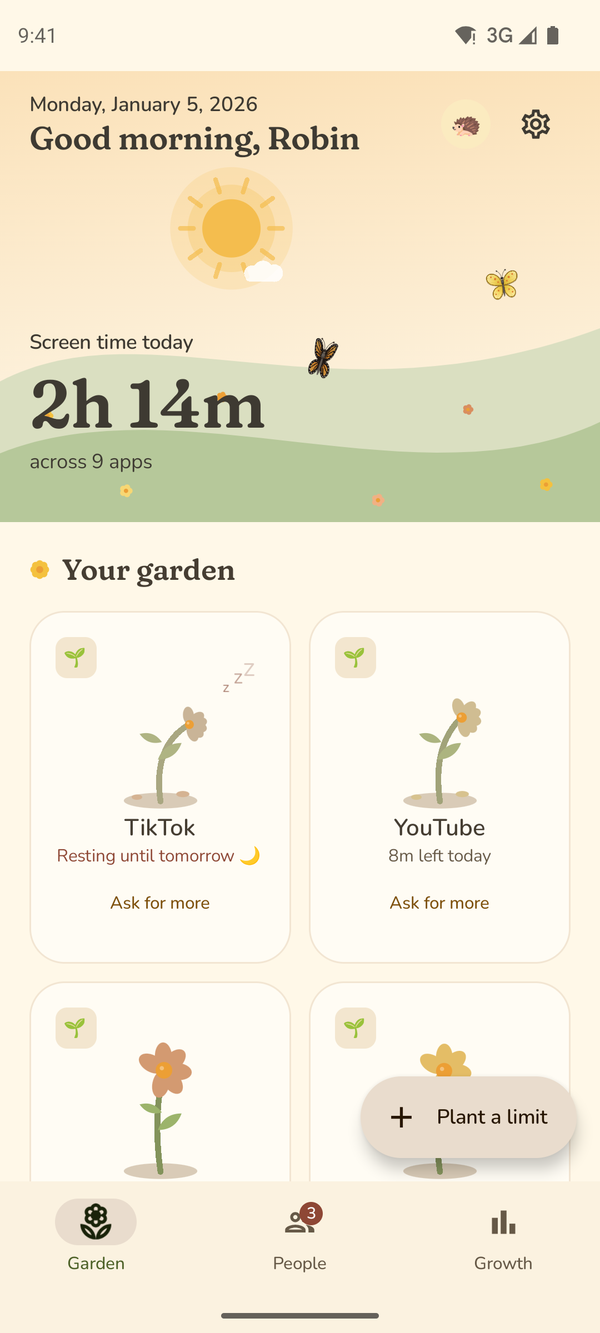 9:41
3G
Monday, January 5, 2026
Good morning, Robin
Screen time today
2h 14m
across 9 apps
Your garden
z z Z
TikTok
Resting until tomorrow 🌙
Ask for more
YouTube
8m left today
Ask for more
Plant a limit
3
Garden
People
Growth